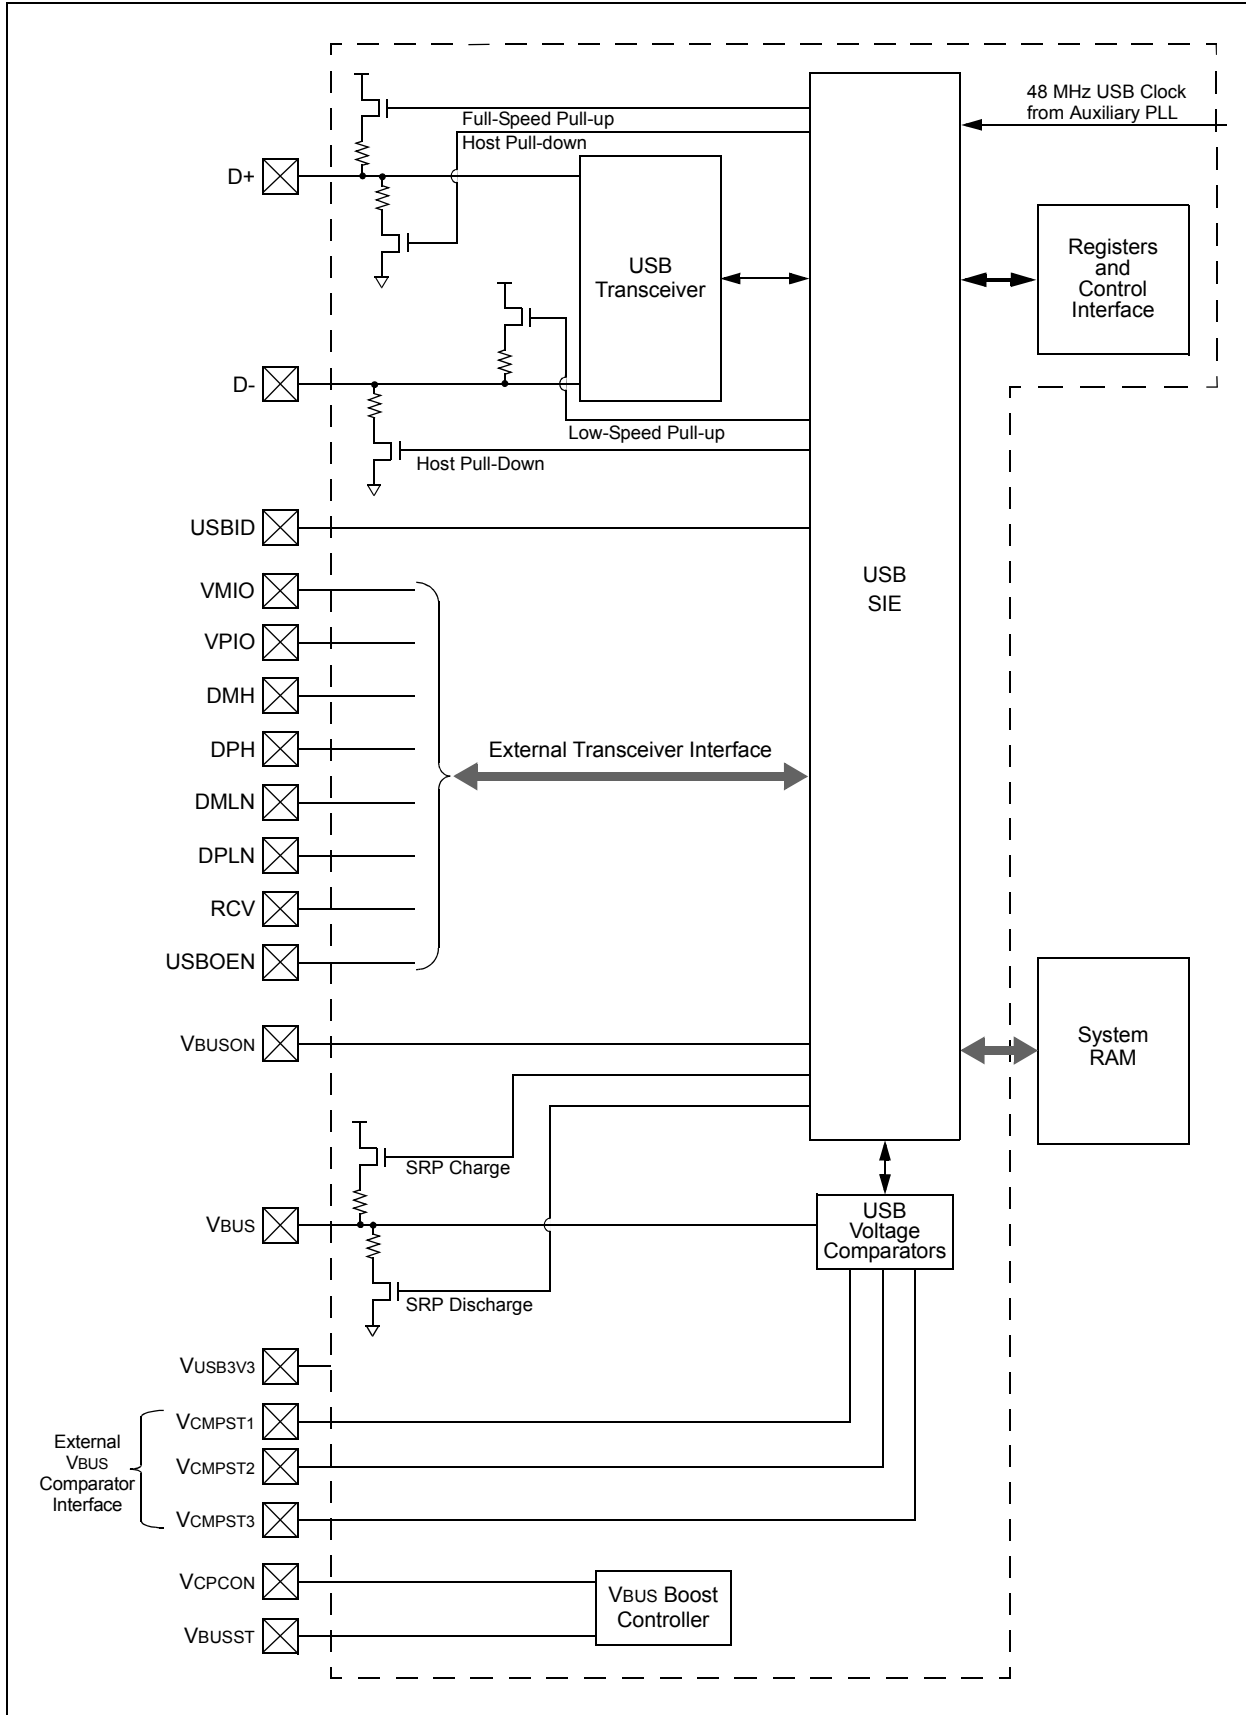 48 MHz USB Clock
from Auxiliary PLL
Full-Speed Pull-up
Host Pull-down
D+
USB
Transceiver
Registers
and
Control
Interface
D-
Low-Speed Pull-up
Host Pull-Down
USBID
USB
SIE
VMIO
VPIO
DMH
DPH
External Transceiver Interface
DMLN
DPLN
RCV
USBOEN
VBUSON
System
RAM
SRP Charge
VBUS
USB
Voltage
Comparators
SRP Discharge
VUSB3V3
VCMPST1
External
VBUS
Comparator
Interface
VCMPST2
VCMPST3
VCPCON
VBUS Boost
Controller
VBUSST